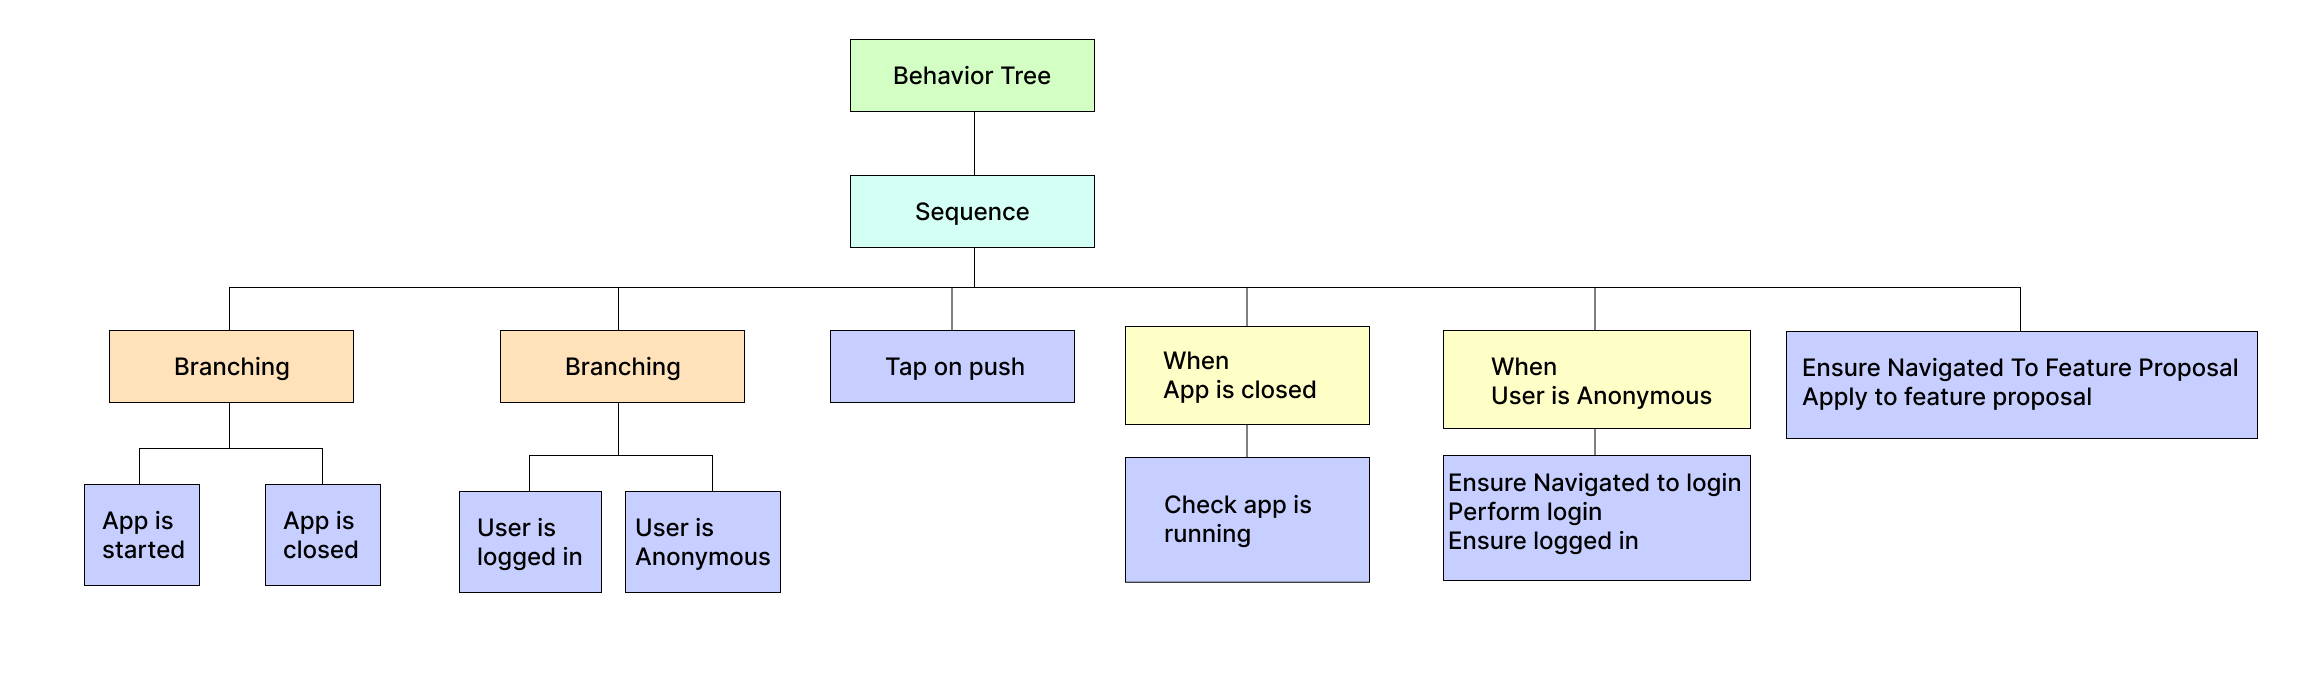 Behavior Tree
Sequence
Branching
Branching
Tap on push
When
App is closed
When
User is Anonymous
Ensure Navigated To Feature Proposal
Apply to feature proposal
App is
started
App is
closed
User is
logged in
User is
Anonymous
Check app is
running
Ensure Navigated to login
Perform login
Ensure logged in